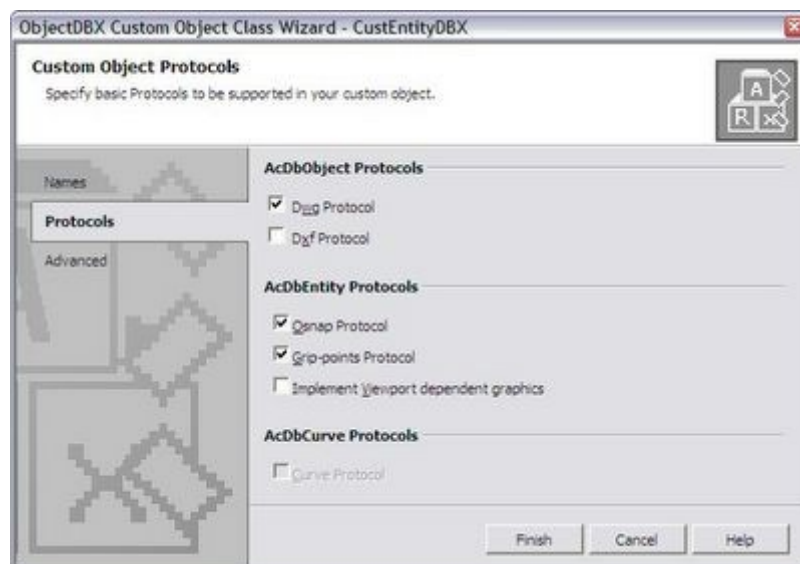 ObjectDBX Custom Object Class Wizard - CustEntityDBX
Custom Object Protocols
Specify basic Protocols to be supported in your custom object.
A
R
X
Names
Protocols
Advanced
AcDbObject Protocols
Dwg Protocol
Dxf Protocol
AcDbEntity Protocols
Osnap Protocol
Grip-points Protocol
Implement Viewport dependent graphics
AcDbCurve Protocols
Curve Protocol
Finish
Cancel
Help